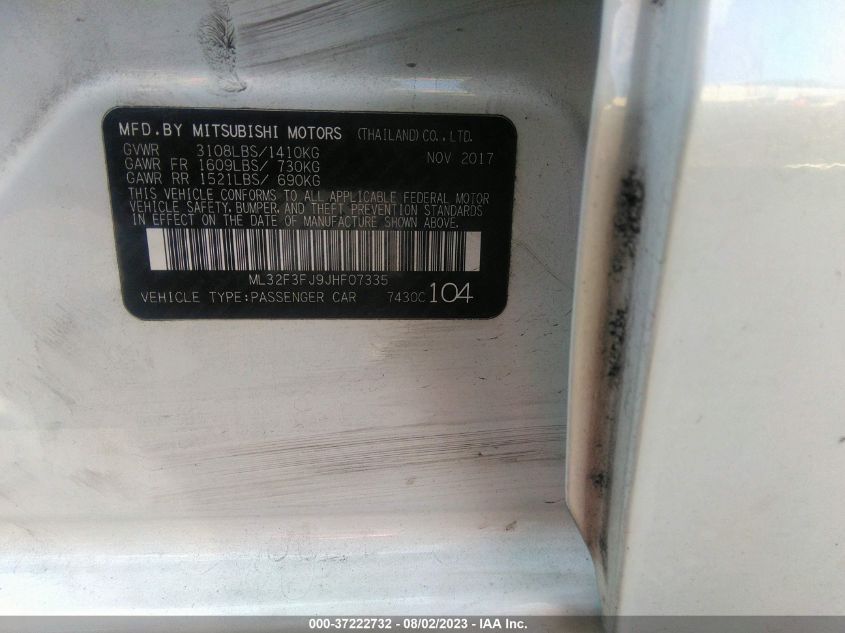 MFD.BY MITSUBISHI MOTORS (THAILAND)CO.,LTD.
GVWR 3108LBS/1410KG NOV 2017
GAWR FR 1609LBS/ 730KG
GAWR RR 1521LBS/ 690KG
THIS VEHICLE CONFORMS TO ALL APPLICABLE FEDERAL MOTOR
VEHICLE SAFETY, BUMPER, AND THEFT PREVENTION STANDARDS
IN EFFECT ON THE DATE OF MANUFACTURE SHOWN ABOVE.
ML32F3FJ9JHF07335
VEHICLE TYPE:PASSENGER CAR 7430C 104
000-37222732 - 08/02/2023 - IAA Inc.